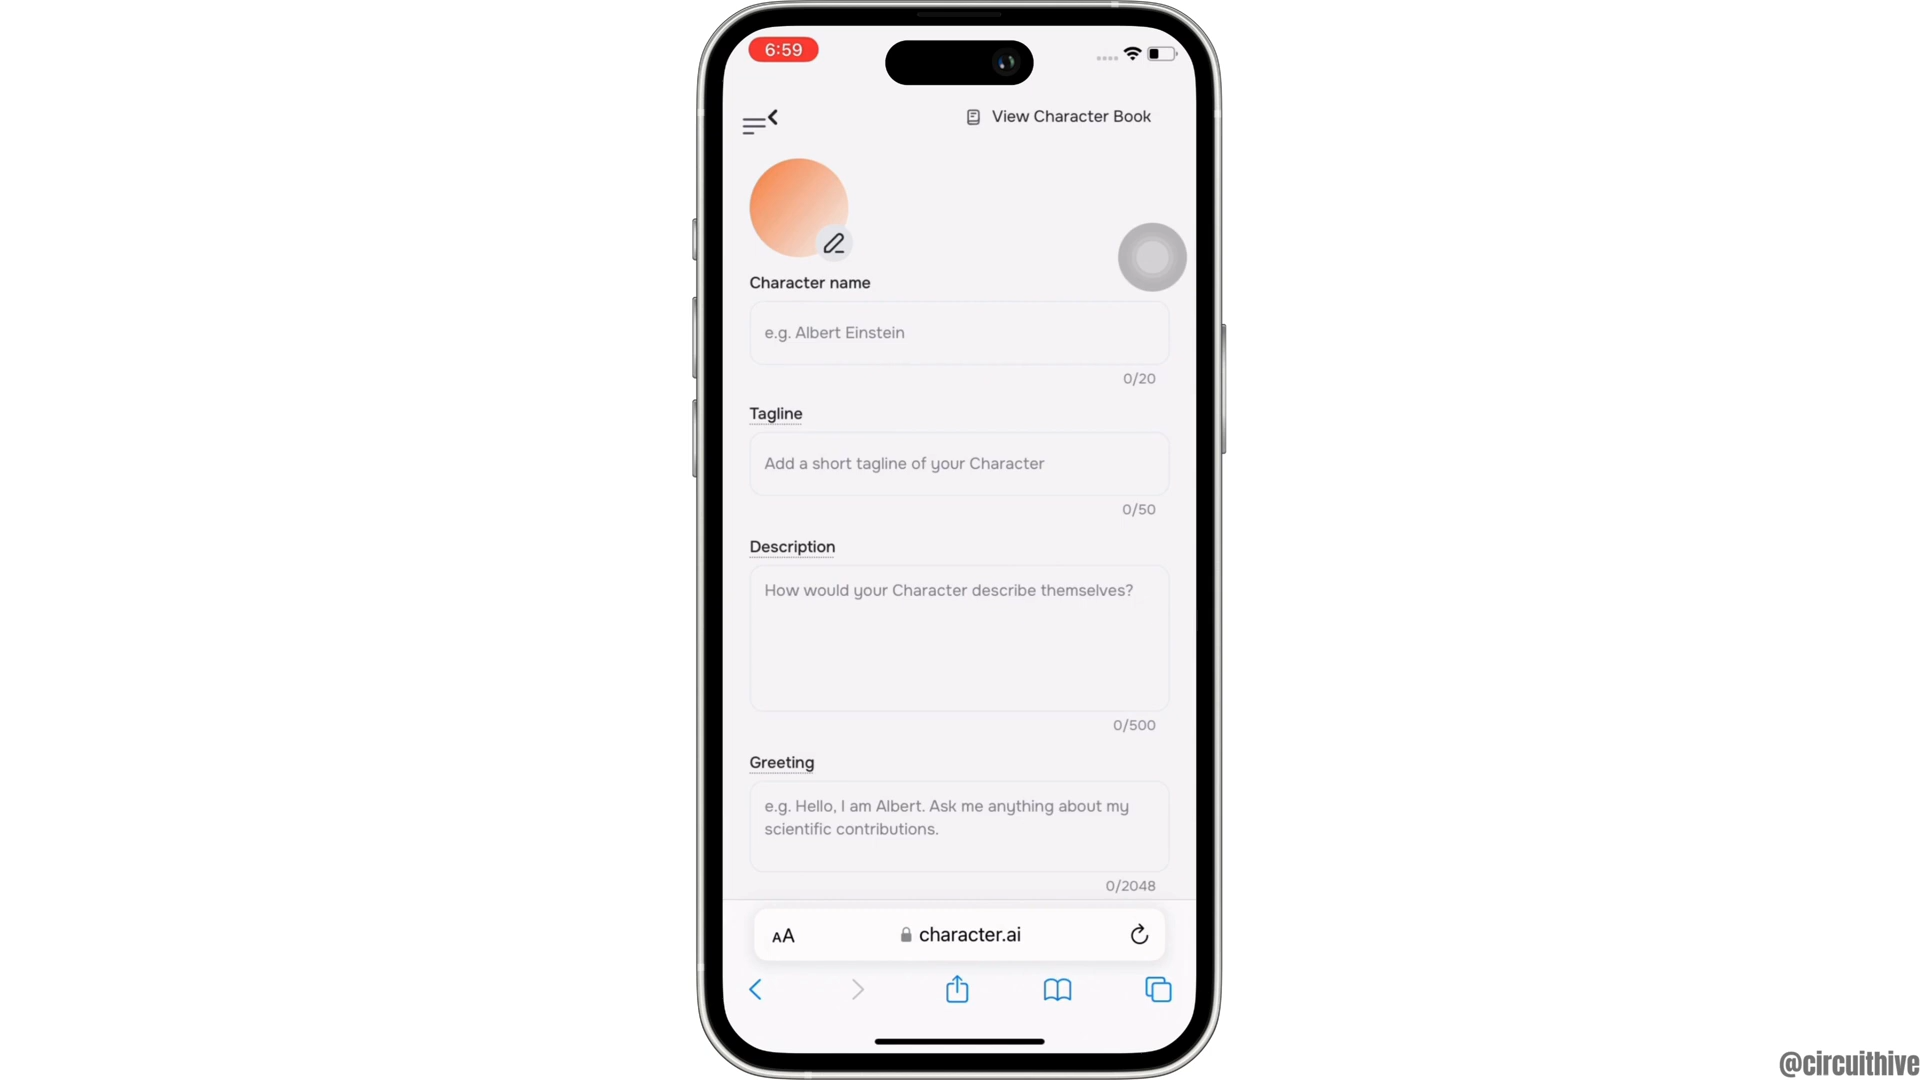 6:59
View Character Book
Character name
e.g. Albert Einstein
0/20
Tagline
Add a short tagline of your Character
0/50
Description
How would your Character describe themselves?
0/500
Greeting
e.g. Hello, I am Albert. Ask me anything about my
scientific contributions.
0/2048
AA
character.ai
@circuithive